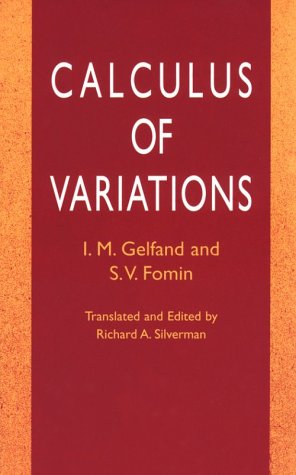 CALCULUS
OF
VARIATIONS
I. M. Gelfand and
S. V. Fomin
Translated and Edited by
Richard A. Silverman